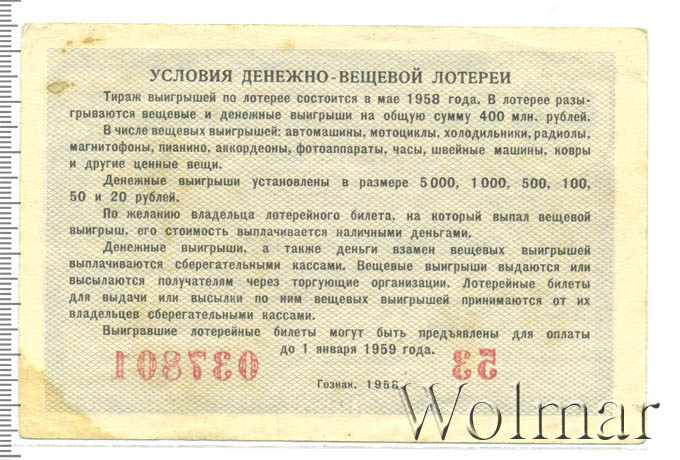 УСЛОВИЯ ДЕНЕЖНО-ВЕЩЕВОЙ ЛОТЕРЕИ
Тираж выигрышей по лотерее состоится в мае 1958 года. В лотерее разы-
грываются вещевые и денежные выигрыши на общую сумму 400 млн. рублей.
В числе вещевых выигрышей: автомашины, мотоциклы, холодильники, радиолы,
магнитофоны, пианино, аккордеоны, фотоаппараты, часы, швейные машины, ковры
и другие ценные вещи.
Денежные выигрыши установлены в размере 5 000, 1 000, 500, 100,
50 и 20 рублей.
По желанию владельца лотерейного билета, на который выпал вещевой
выигрыш, его стоимость выплачивается наличными деньгами.
Денежные выигрыши, а также деньги взамен вещевых выигрышей
выплачиваются сберегательными кассами. Вещевые выигрыши выдаются или
высылаются получателям через торгующие организации. Лотерейные билеты
для выдачи или высылки по ним вещевых выигрышей принимаются от их
владельцев сберегательными кассами.
Выигравшие лотерейные билеты могут быть предъявлены для оплаты
до 1 января 1959 года.
037801 53
Гознак. 1958.
Wolmar